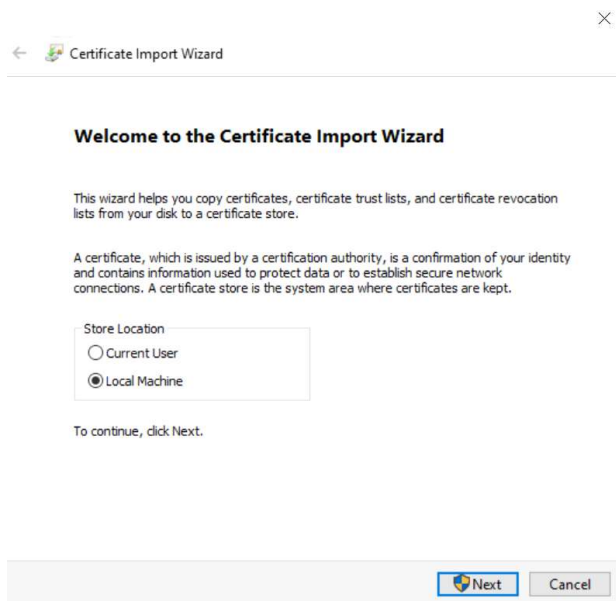 Certificate Import Wizard
Welcome to the Certificate Import Wizard
This wizard helps you copy certificates, certificate trust lists, and certificate revocation
lists from your disk to a certificate store.
A certificate, which is issued by a certification authority, is a confirmation of your identity
and contains information used to protect data or to establish secure network
connections. A certificate store is the system area where certificates are kept.
Store Location
Current User
Local Machine
To continue, click Next.
Next
Cancel